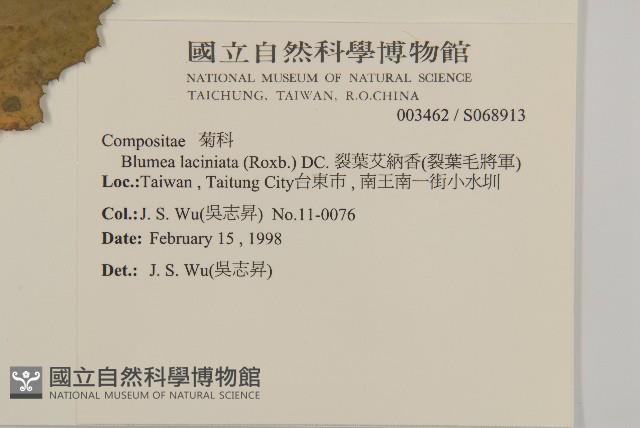 國立自然科學博物館
NATIONAL MUSEUM OF NATURAL SCIENCE
TAICHUNG, TAIWAN, R.O.CHINA
003462 / S068913
Compositae 菊科
Blumea laciniata (Roxb.) DC. 裂葉艾納香(裂葉毛將軍)
Loc.:Taiwan , Taitung City台東市 , 南王南一街小水圳
Col.:J. S. Wu(吳志昇) No.11-0076
Date: February 15 , 1998
Det.: J. S. Wu(吳志昇)
國立自然科學博物館
NATIONAL MUSEUM OF NATURAL SCIENCE